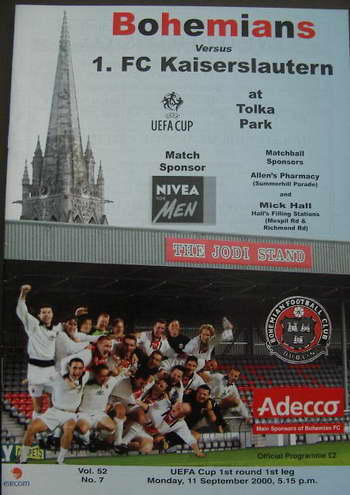 Bohemians
Versus
1. FC Kaiserslautern
at
Tolka
Park
UEFA CUP
Match
Sponsor
NIVEA
FOR
MEN
Matchball
Sponsors
Allen's Pharmacy
(Summerhill Parade)
and
Mick Hall
Hall's Filling Stations
(Mespil Rd &
Richmond Rd)
THE JODI STAND
BOHEMIAN FOOTBALL CLUB
DUBLIN
Adecco
Main Sponsors of Bohemians FC
Official Programme £2
eircom
Vol. 52
No. 7
UEFA Cup 1st round 1st leg
Monday, 11 September 2000, 5.15 p.m.